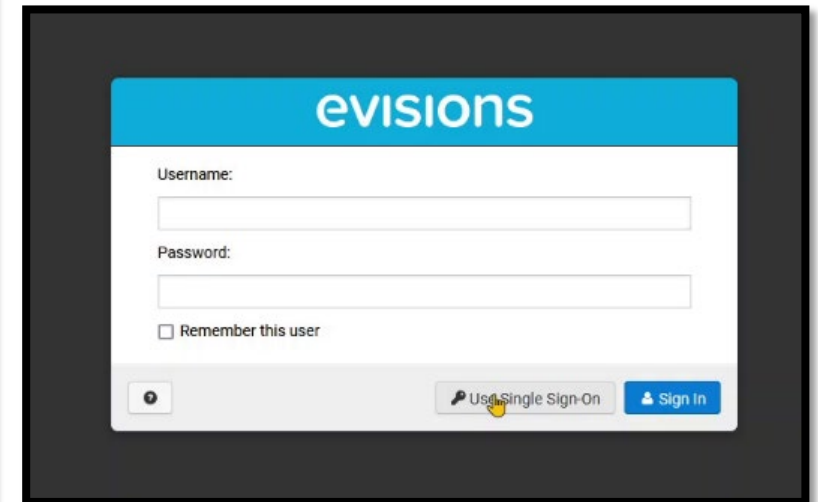 evisions
Username:
Password:
Remember this user
Use Single Sign-On
Sign In